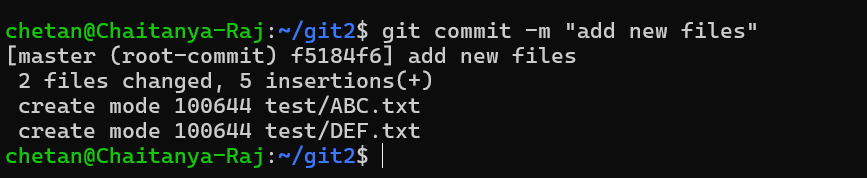 chetan@Chaitanya-Raj:~/git2$ git commit -m "add new files"
[master (root-commit) f5184f6] add new files
 2 files changed, 5 insertions(+)
 create mode 100644 test/ABC.txt
 create mode 100644 test/DEF.txt
chetan@Chaitanya-Raj:~/git2$